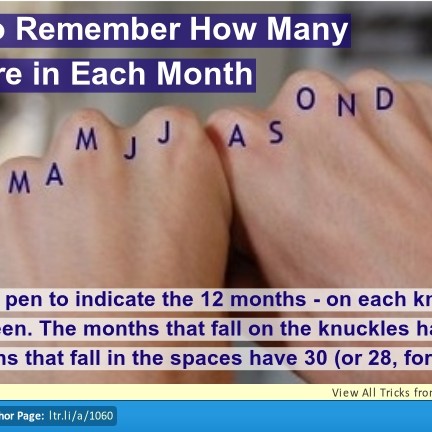 o Remember How Many
re in Each Month
M A M J J A S O N D
pen to indicate the 12 months - on each kn
een. The months that fall on the knuckles ha
ns that fall in the spaces have 30 (or 28, for
View All Tricks from
hor Page: ltr.li/a/1060